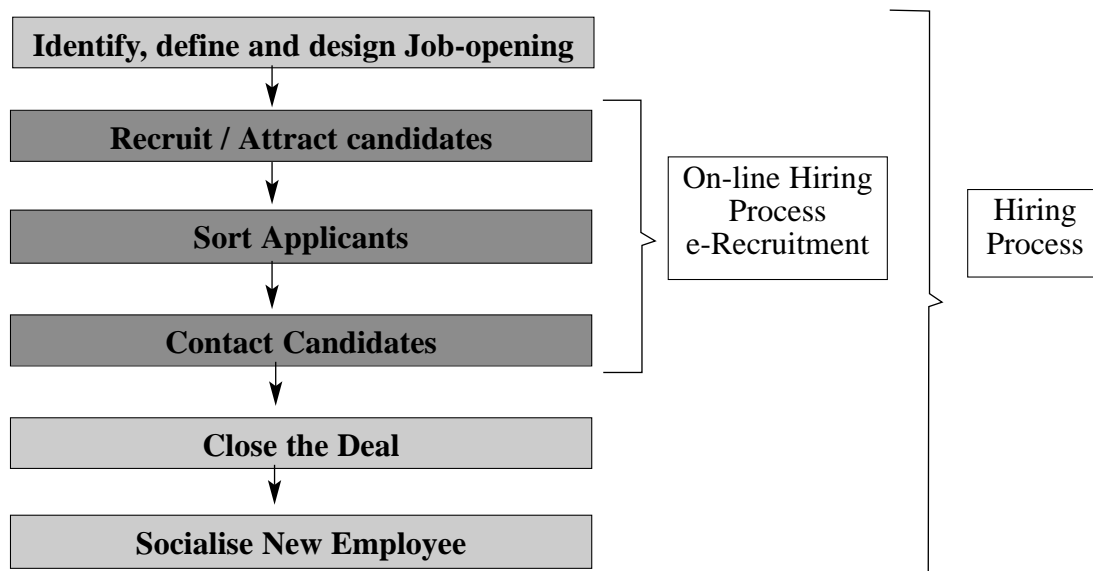 Identify, define and design Job-opening
Recruit / Attract candidates
Sort Applicants
Contact Candidates
Close the Deal
Socialise New Employee
On-line Hiring
Process
e-Recruitment
Hiring
Process